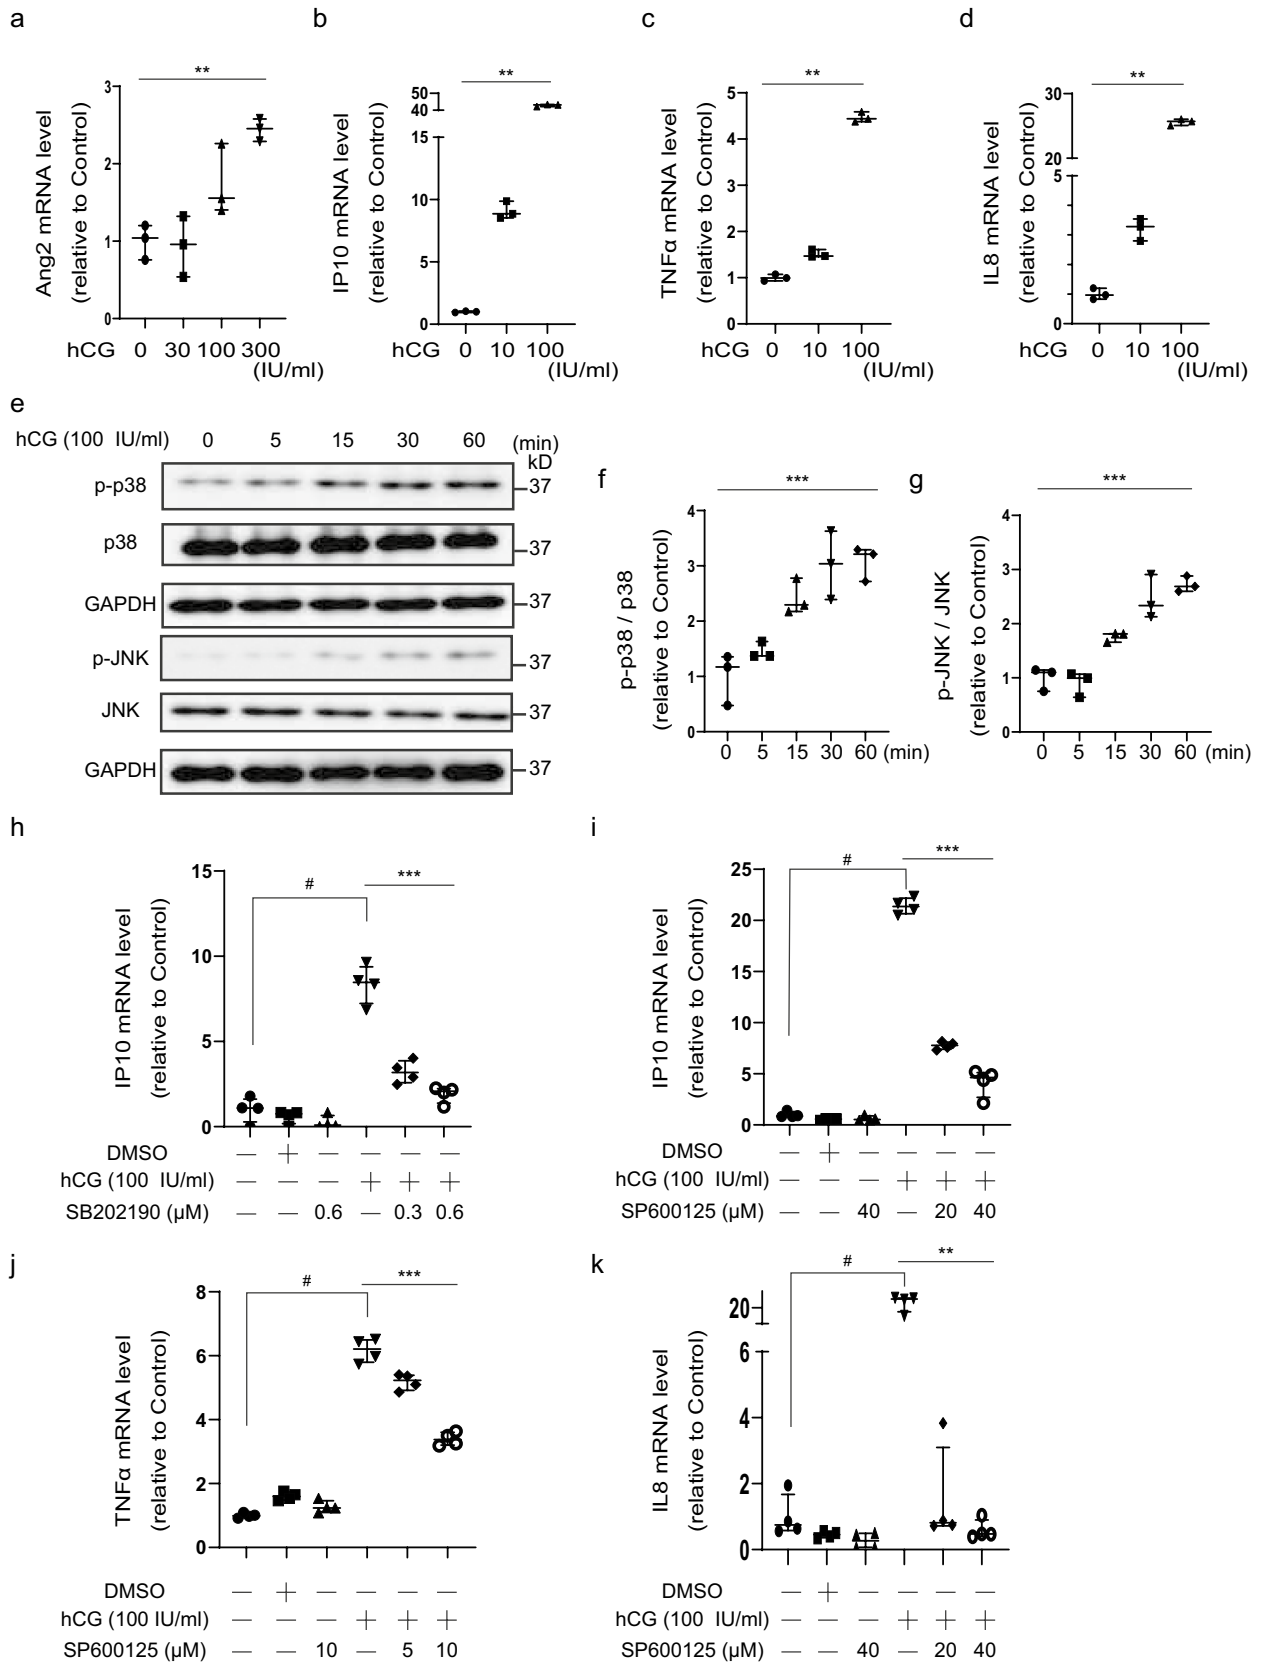 a
b
c
d
Ang2 mRNA level
(relative to Control)
**
3
2
1
0
hCG 0 30 100 300
(IU/ml)
IP10 mRNA level
(relative to Control)
**
50
40
15
10
5
0
hCG 0 10 100
(IU/ml)
TNFα mRNA level
(relative to Control)
**
5
4
3
2
1
0
hCG 0 10 100
(IU/ml)
IL8 mRNA level
(relative to Control)
**
30
20
5
0
hCG 0 10 100
(IU/ml)
e
hCG (100 IU/ml) 0 5 15 30 60 (min)
kD
p-p38 37
p38 37
GAPDH 37
p-JNK 37
JNK 37
GAPDH 37
f
p-p38 / p38
(relative to Control)
***
4
3
2
1
0
0 5 15 30 60 (min)
g
p-JNK / JNK
(relative to Control)
***
4
3
2
1
0
0 5 15 30 60 (min)
h
IP10 mRNA level
(relative to Control)
# ***
15
10
5
0
DMSO — + — — — —
hCG (100 IU/ml) — — — + + +
SB202190 (μM) — — 0.6 — 0.3 0.6
i
IP10 mRNA level
(relative to Control)
# ***
25
20
15
10
5
0
DMSO — + — — — —
hCG (100 IU/ml) — — — + + +
SP600125 (μM) — — 40 — 20 40
j
TNFα mRNA level
(relative to Control)
# ***
8
6
4
2
0
DMSO — + — — — —
hCG (100 IU/ml) — — — + + +
SP600125 (μM) — — 10 — 5 10
k
IL8 mRNA level
(relative to Control)
# **
20
6
4
2
0
DMSO — + — — — —
hCG (100 IU/ml) — — — + + +
SP600125 (μM) — — 40 — 20 40